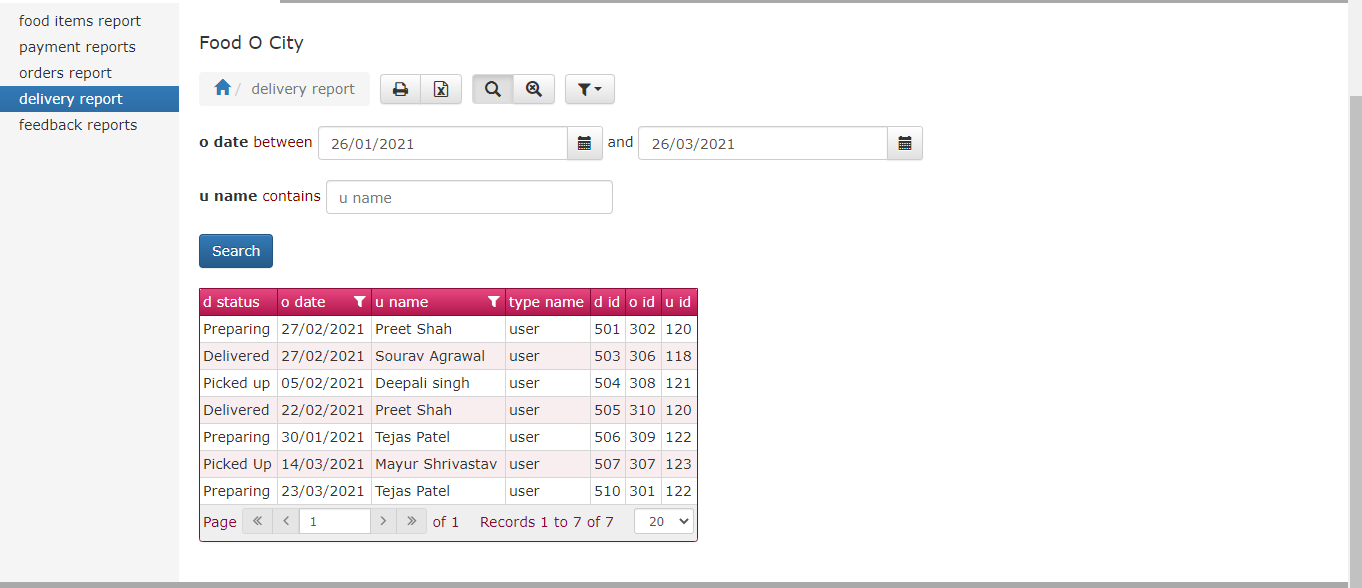 food items report
payment reports
orders report
delivery report
feedback reports
Food O City
/ delivery report
o date between 26/01/2021 and 26/03/2021
u name contains u name
Search
d status o date u name type name d id o id u id
Preparing 27/02/2021 Preet Shah user 501 302 120
Delivered 27/02/2021 Sourav Agrawal user 503 306 118
Picked up 05/02/2021 Deepali singh user 504 308 121
Delivered 22/02/2021 Preet Shah user 505 310 120
Preparing 30/01/2021 Tejas Patel user 506 309 122
Picked Up 14/03/2021 Mayur Shrivastav user 507 307 123
Preparing 23/03/2021 Tejas Patel user 510 301 122
Page 1 of 1 Records 1 to 7 of 7 20